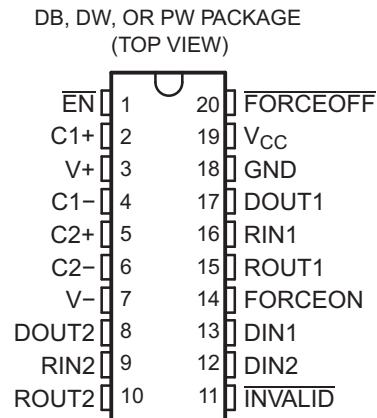 DB, DW, OR PW PACKAGE
(TOP VIEW)
EN 1 20 FORCEOFF
C1+ 2 19 VCC
V+ 3 18 GND
C1− 4 17 DOUT1
C2+ 5 16 RIN1
C2− 6 15 ROUT1
V− 7 14 FORCEON
DOUT2 8 13 DIN1
RIN2 9 12 DIN2
ROUT2 10 11 INVALID